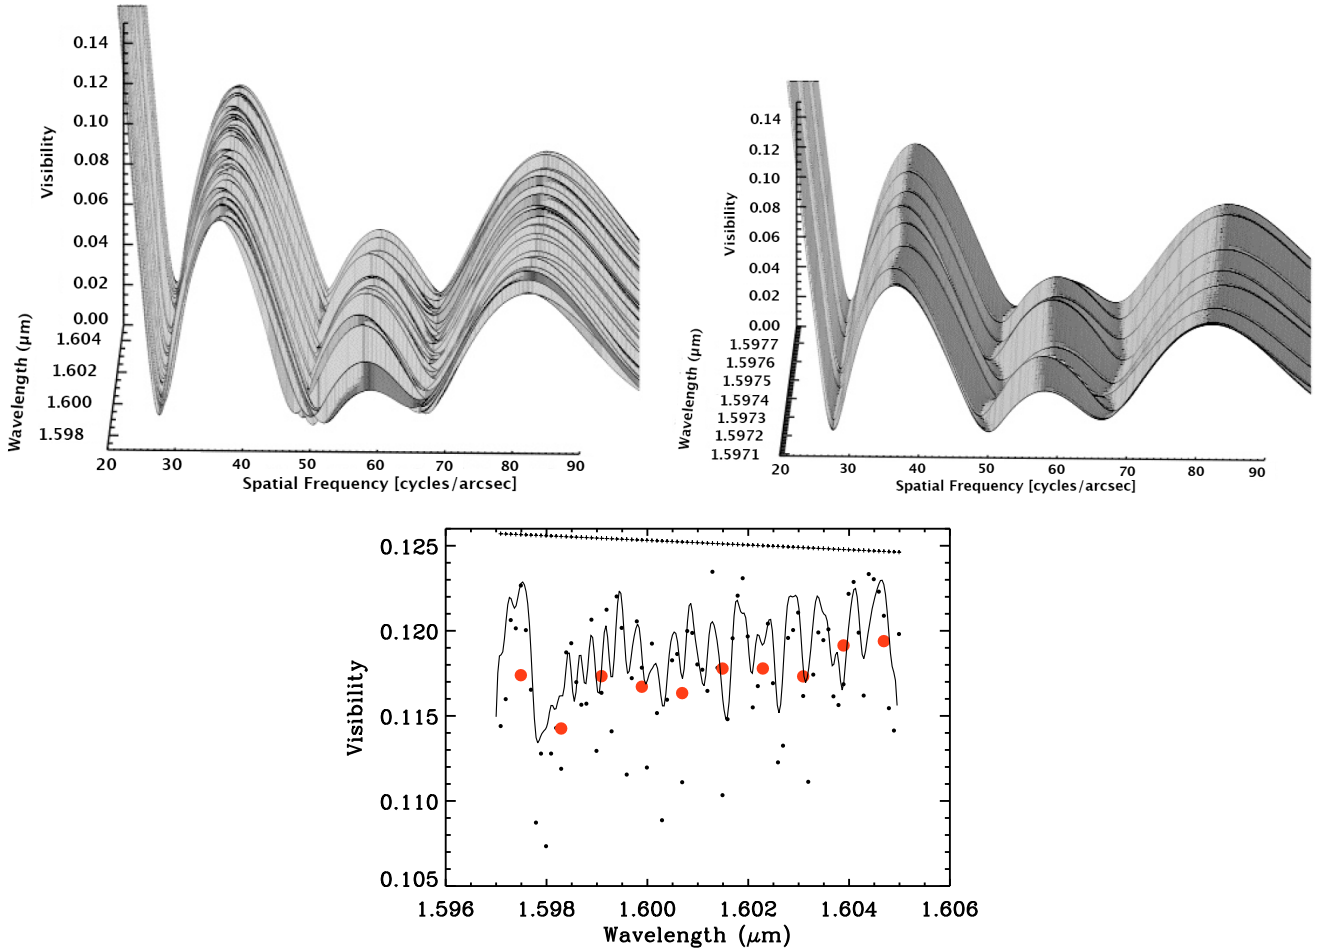 0.14
0.12
0.10
0.08
0.06
0.04
0.02
0.00
Visibility
1.604
1.602
1.600
1.598
Wavelength (μm)
20 30 40 50 60 70 80 90
Spatial Frequency [cycles/arcsec]
0.14
0.12
0.10
0.08
0.06
0.04
0.02
0.00
Visibility
1.5977
1.5976
1.5975
1.5974
1.5973
1.5972
1.5971
Wavelength (μm)
20 30 40 50 60 70 80 90
Spatial Frequency [cycles/arcsec]
0.125
0.120
0.115
0.110
0.105
Visibility
1.596 1.598 1.600 1.602 1.604 1.606
Wavelength (μm)